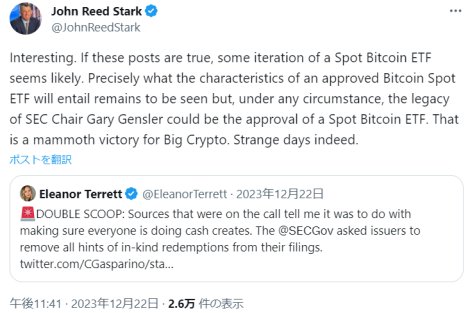 John Reed Stark
@JohnReedStark
Interesting. If these posts are true, some iteration of a Spot Bitcoin ETF
seems likely. Precisely what the characteristics of an approved Bitcoin Spot
ETF will entail remains to be seen but, under any circumstance, the legacy
of SEC Chair Gary Gensler could be the approval of a Spot Bitcoin ETF. That
is a mammoth victory for Big Crypto. Strange days indeed.
ポストを翻訳
Eleanor Terrett @EleanorTerrett · 2023年12月22日
🚨DOUBLE SCOOP: Sources that were on the call tell me it was to do with
making sure everyone is doing cash creates. The @SECGov asked issuers to
remove all hints of in-kind redemptions from their filings.
twitter.com/CGasparino/sta...
午後11:41 · 2023年12月22日 · 2.6万 件の表示